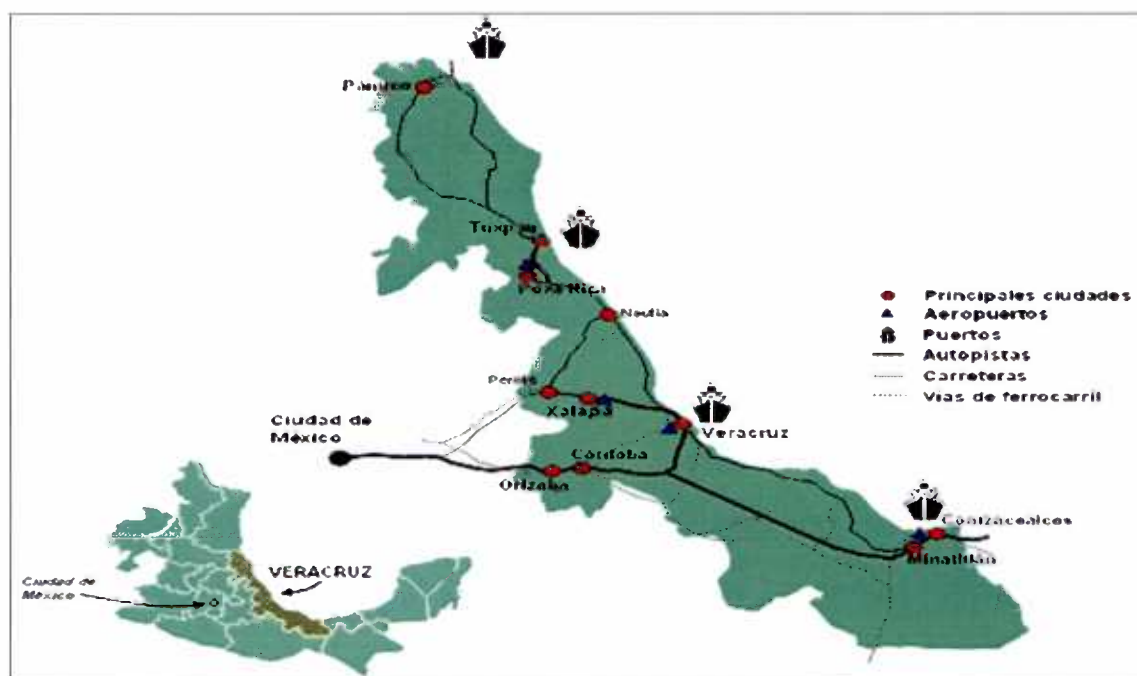 Pánuco
Tuxpan
Poza Rica
Nautla
Perote
Xalapa
Veracruz
Ciudad de
México
Córdoba
Orizaba
Coatzacoalcos
Minatitlán
Principales ciudades
Aeropuertos
Puertos
Autopistas
Carreteras
Vías de ferrocarril
VERACRUZ
Ciudad de
México